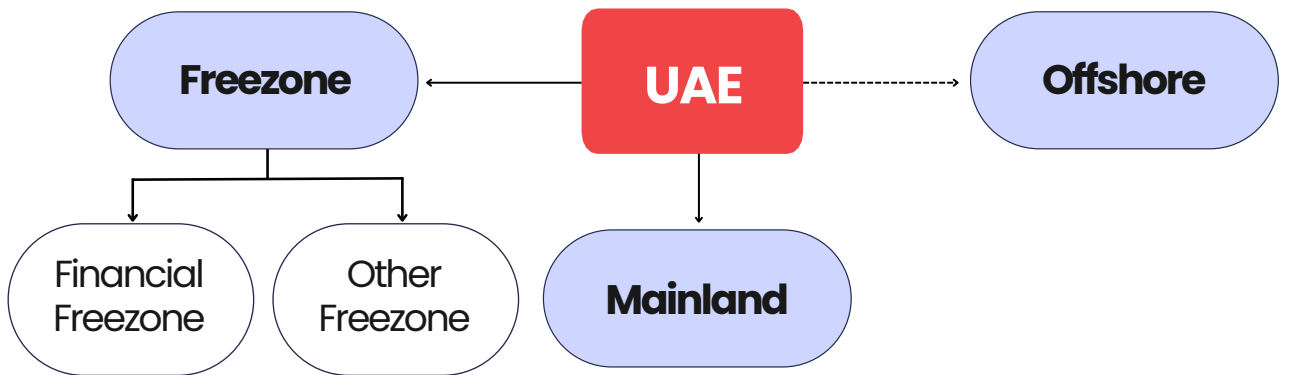 Freezone
UAE
Offshore
Financial
Freezone
Other
Freezone
Mainland